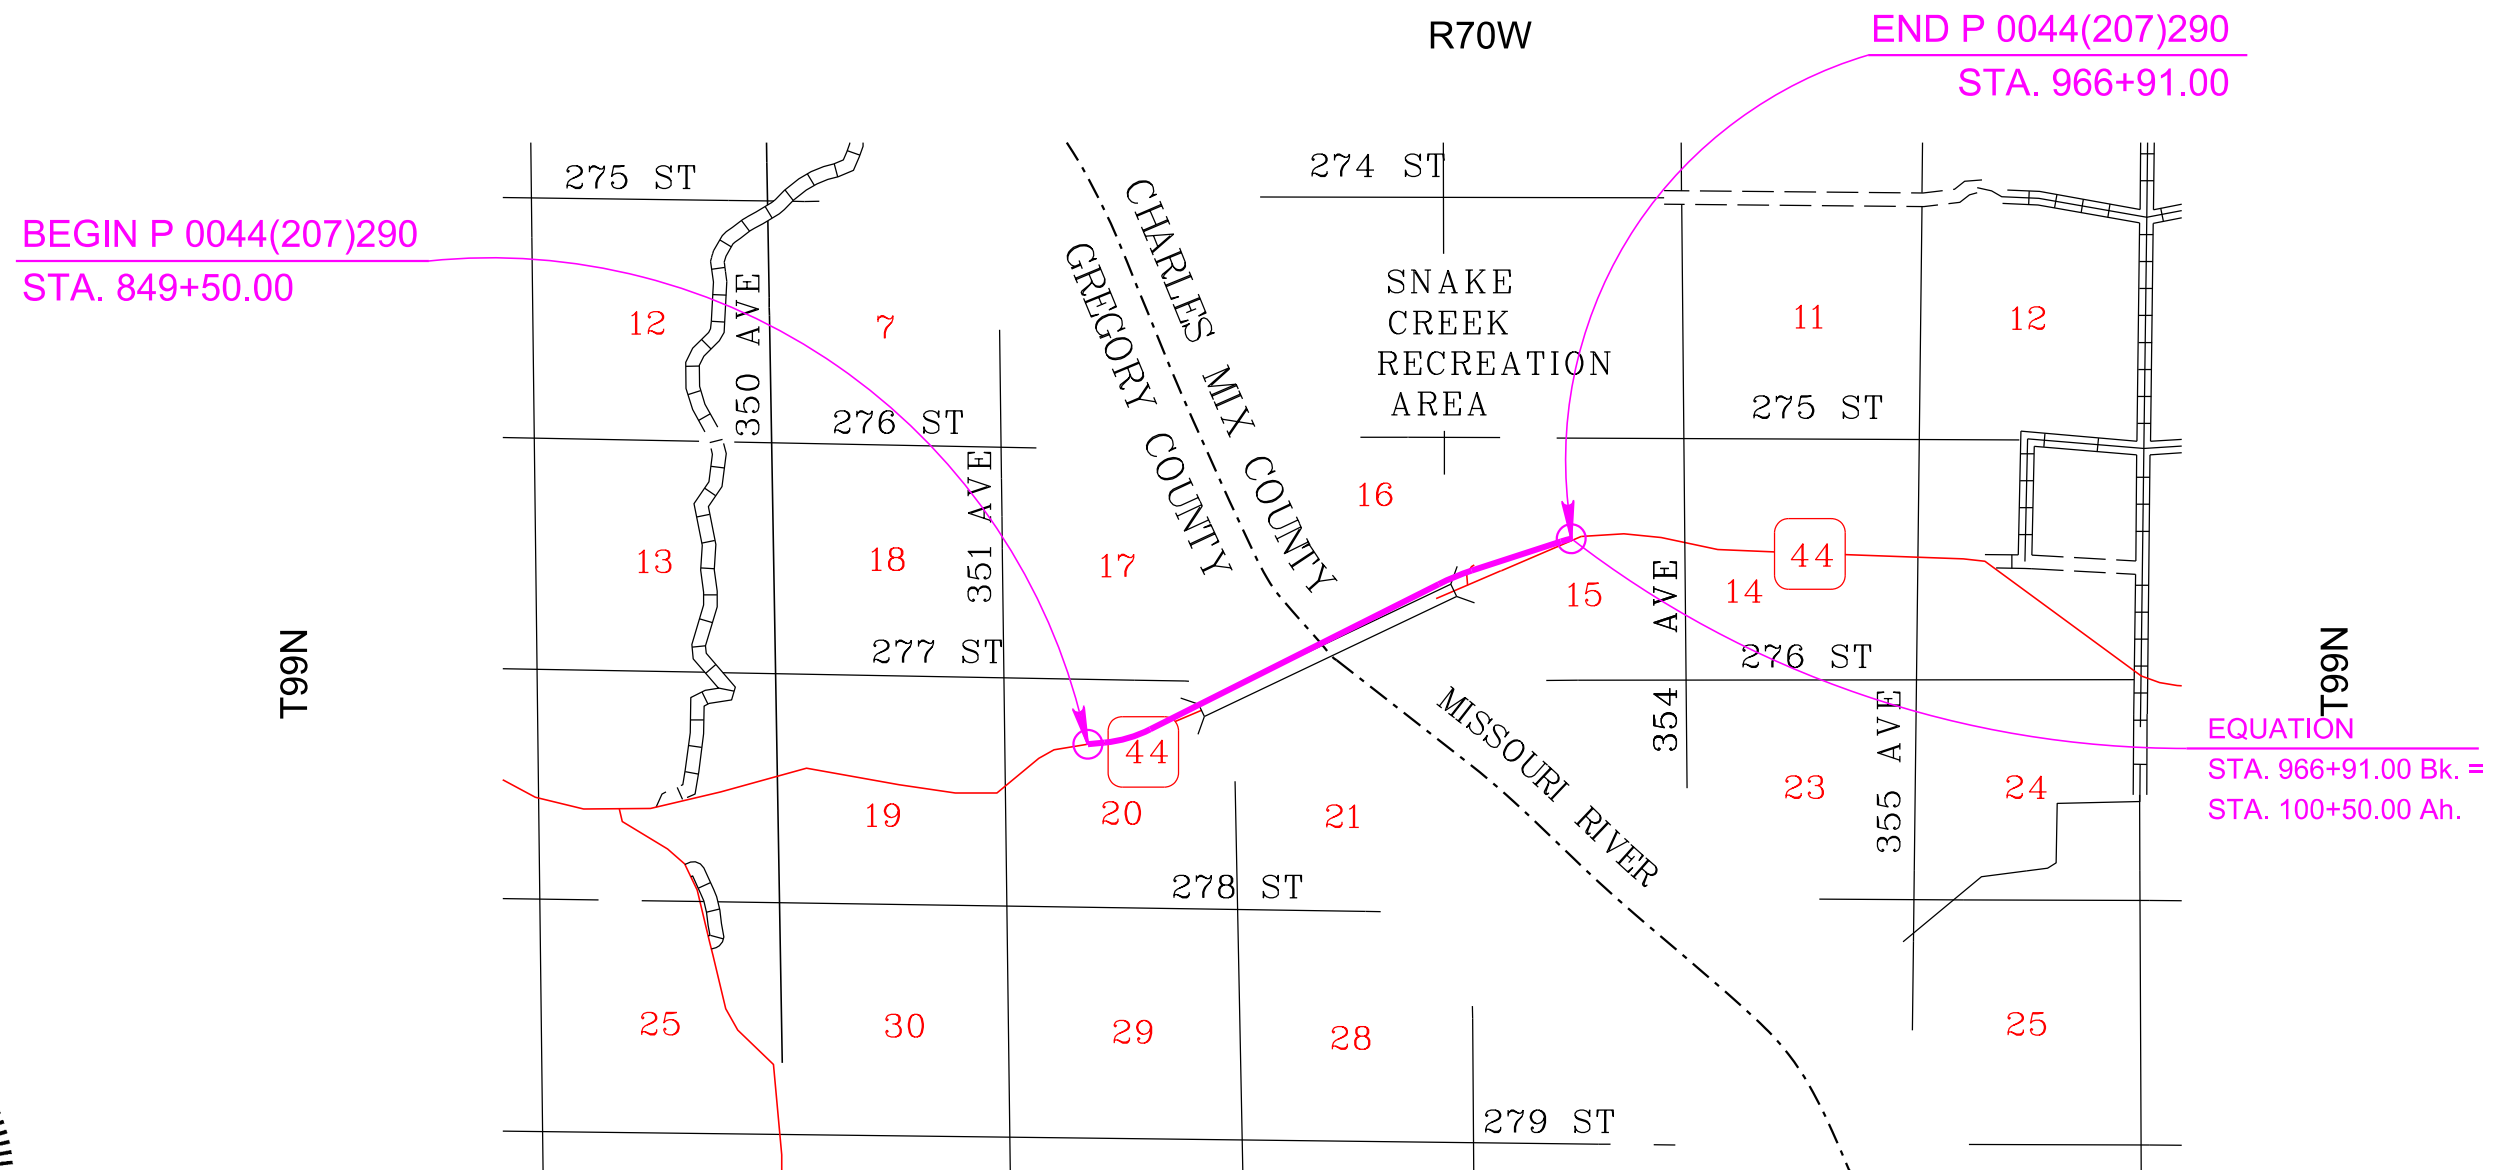 R70W
END P 0044(207)290
STA. 966+91.00
BEGIN P 0044(207)290
STA. 849+50.00
275 ST
274 ST
CHARLES MIX COUNTY
GREGORY COUNTY
350 AVE
SNAKE
CREEK
RECREATION
AREA
12
7
11
12
276 ST
275 ST
351 AVE
16
13
18
17
15
14
44
354 AVE
T99N
T99N
277 ST
276 ST
355 AVE
MISSOURI RIVER
44
EQUATION
STA. 966+91.00 Bk. =
STA. 100+50.00 Ah.
19
20
21
23
24
278 ST
25
30
29
28
25
279 ST